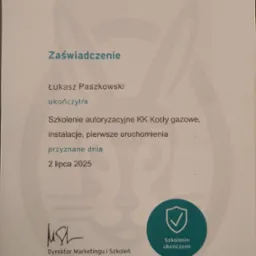 Zaświadczenie
Łukasz Paszkowski
ukończył/a
Szkolenie autoryzacyjne KK Kotły gazowe,
instalacje, pierwsze uruchomienia
przyznane dnia
2 lipca 2025
Dyrektor Marketingu i Szkoleń
Szkolenie
ukończone